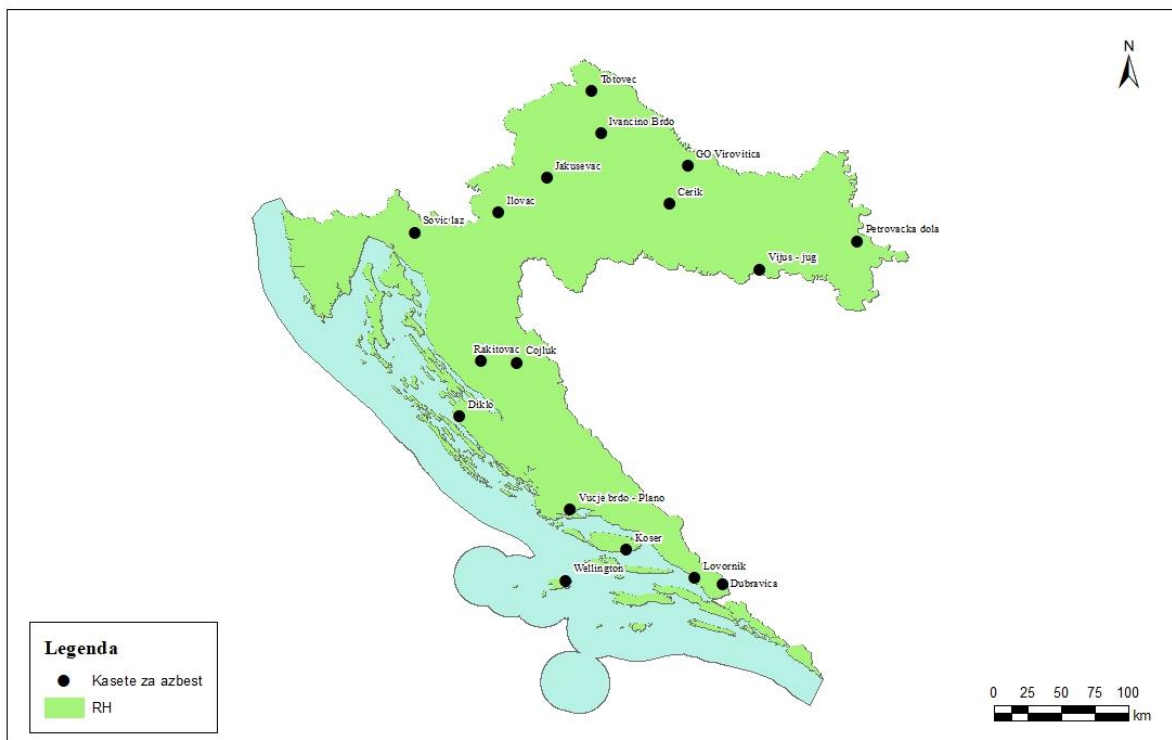 N
Totovec
Ivancino Brdo
GO Virovitica
Jakusevac
Cerik
Ilovac
Sovic laz
Petrovacka dola
Vijus - jug
Rakitovac
Cojluk
Diklo
Vucje brdo - Plano
Koser
Wellington
Lovornik
Dubravica
Legenda
Kasete za azbest
RH
0 25 50 75 100
km